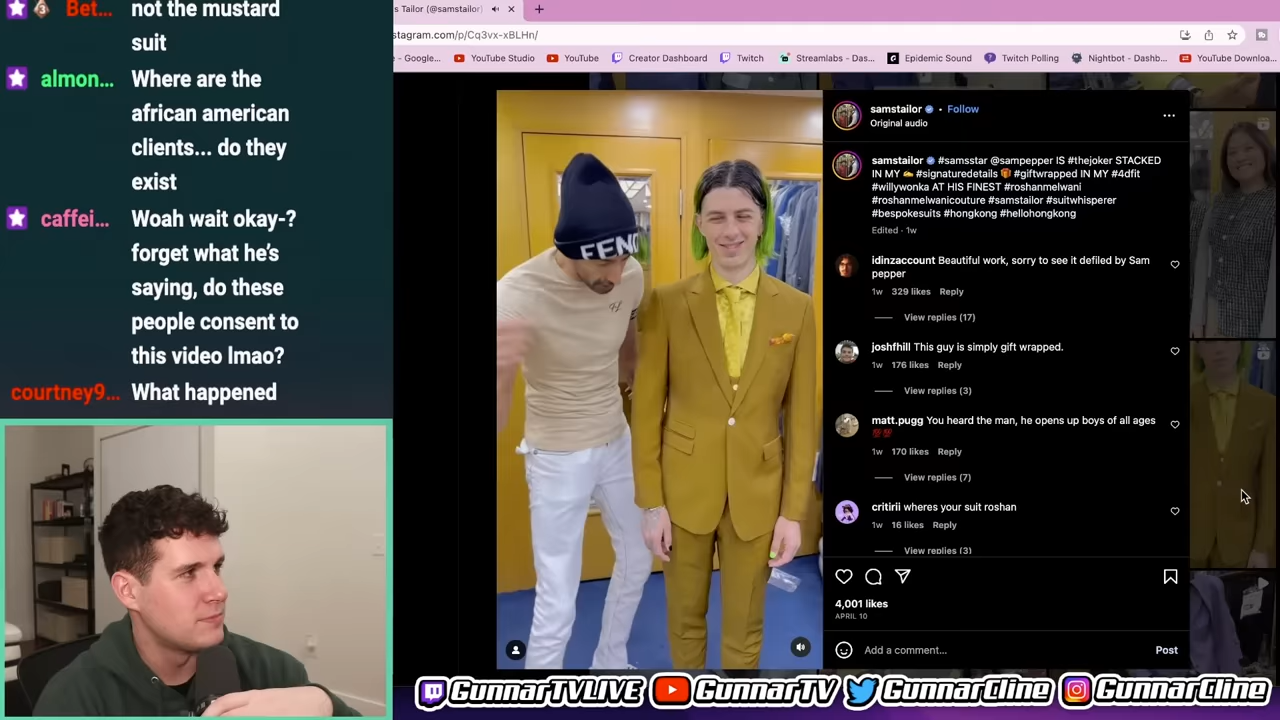 Bet...
not the mustard
suit
almon...
Where are the
african american
clients... do they
exist
caffei...
Woah wait okay-?
forget what he's
saying, do these
people consent to
this video lmao?
courtney9...
What happened
s Tailor (@samstailor)
stagram.com/p/Cq3vx-xBLHn/
e - Google...
YouTube Studio
YouTube
Creator Dashboard
Twitch
Streamlabs - Das...
Epidemic Sound
Twitch Polling
Nightbot - Dashb...
YouTube Downloa...
FEND
samstailor • Follow
Original audio
samstailor #samsstar @sampepper IS #thejoker STACKED
IN MY ✍️ #signaturedetails 🎁 #giftwrapped IN MY #4dfit
#willywonka AT HIS FINEST #roshanmelwani
#roshanmelwanicouture #samstailor #suitwhisperer
#bespokesuits #hongkong #hellohongkong
Edited · 1w
idinzaccount Beautiful work, sorry to see it defiled by Sam
pepper
1w 329 likes Reply
View replies (17)
joshfhill This guy is simply gift wrapped.
1w 176 likes Reply
View replies (3)
matt.pugg You heard the man, he opens up boys of all ages
💯💯
1w 170 likes Reply
View replies (7)
critirii wheres your suit roshan
1w 16 likes Reply
View replies (3)
4,001 likes
APRIL 10
Add a comment...
Post
GunnarTVLIVE
GunnarTV
GunnarCline
GunnarCline